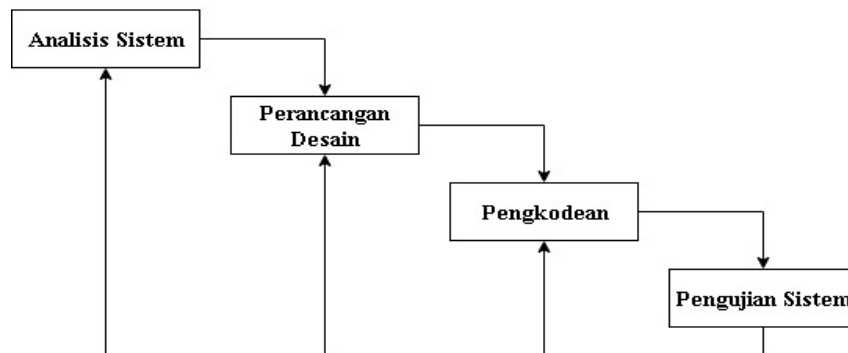 Analisis Sistem
Perancangan
Desain
Pengkodean
Pengujian Sistem